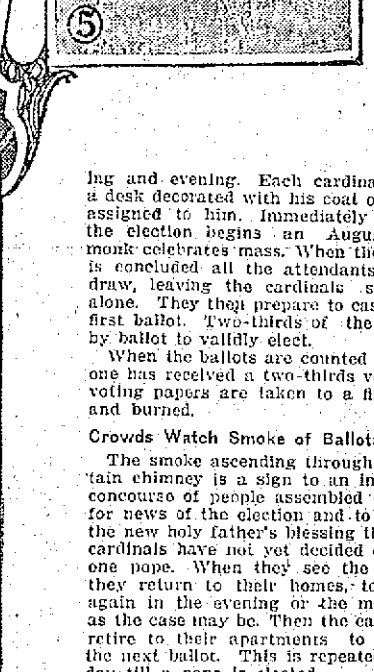 5
ing and evening. Each cardina
a desk decorated with his coat o
assigned to him. Immediately
the election begins an Augu
monk celebrates mass. When the
is concluded all the attendants
draw, leaving the cardinals s
alone. They then prepare to cas
first ballot. Two-thirds of the
by ballot to validly elect.
When the ballots are counted
one has received a two-thirds v
voting papers are taken to a fi
and burned.
Crowds Watch Smoke of Ballots
The smoke ascending through
tain chimney is a sign to an im
concourse of people assembled
for news of the election and to
the new holy father's blessing th
cardinals have not yet decided
one pope. When they see the
they return to their homes, to
again in the evening or the m
as the case may be. Then the ca
retire to their apartments to
the next ballot. This is repeate